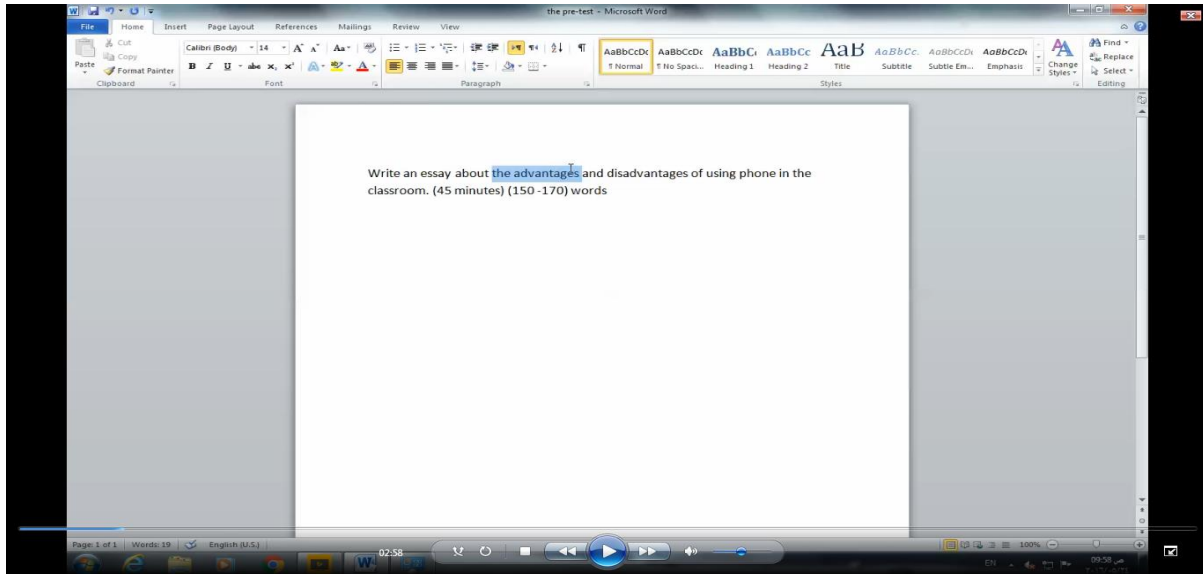 the pre-test - Microsoft Word
File Home Insert Page Layout References Mailings Review View
Cut
Copy
Format Painter
Paste
Clipboard
Calibri (Body) 14
Font
Paragraph
AaBbCcDc AaBbCcDc AaBbC AaBbCc AaB AaBbCc. AaBbCcDc AaBbCcDc
¶ Normal ¶ No Spaci... Heading 1 Heading 2 Title Subtitle Subtle Em... Emphasis
Styles
Change Styles
Find
Replace
Select
Editing
Write an essay about the advantages and disadvantages of using phone in the
classroom. (45 minutes) (150 -170) words
Page: 1 of 1 Words: 19 English (U.S.) 100%
02:58
EN 09:58 ص